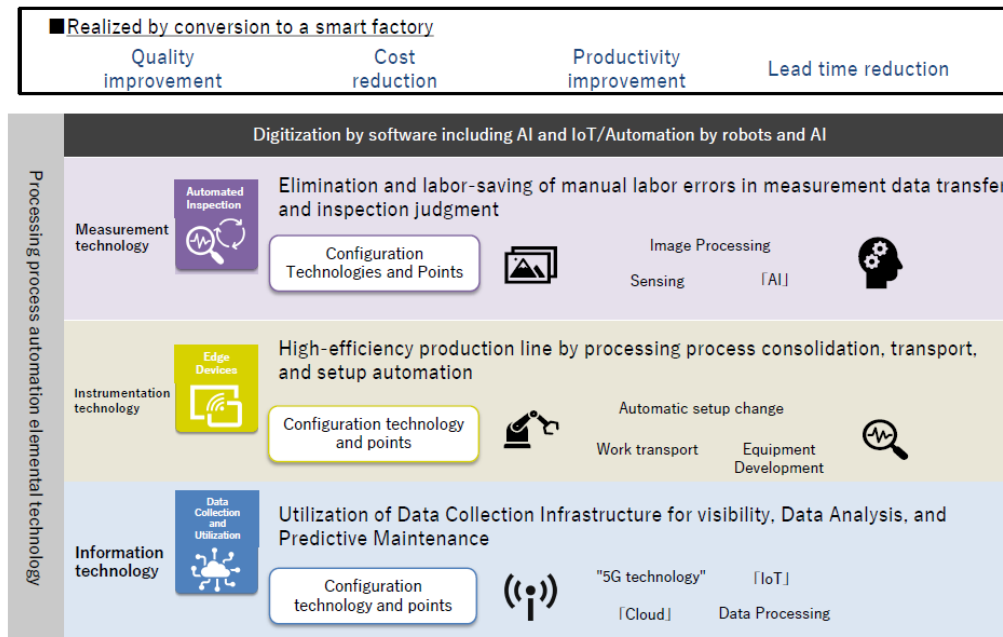 ■Realized by conversion to a smart factory
Quality
improvement
Cost
reduction
Productivity
improvement
Lead time reduction
Digitization by software including AI and IoT/Automation by robots and AI
Processing process automation elemental technology
Measurement
technology
Automated
Inspection
Elimination and labor-saving of manual labor errors in measurement data transfer
and inspection judgment
Configuration
Technologies and Points
Image Processing
Sensing
「AI」
Instrumentation
technology
Edge
Devices
High-efficiency production line by processing process consolidation, transport,
and setup automation
Configuration technology
and points
Automatic setup change
Work transport
Equipment
Development
Information
technology
Data
Collection
and
Utilization
Utilization of Data Collection Infrastructure for visibility, Data Analysis, and
Predictive Maintenance
Configuration
technology and points
"5G technology"
「IoT」
「Cloud」
Data Processing